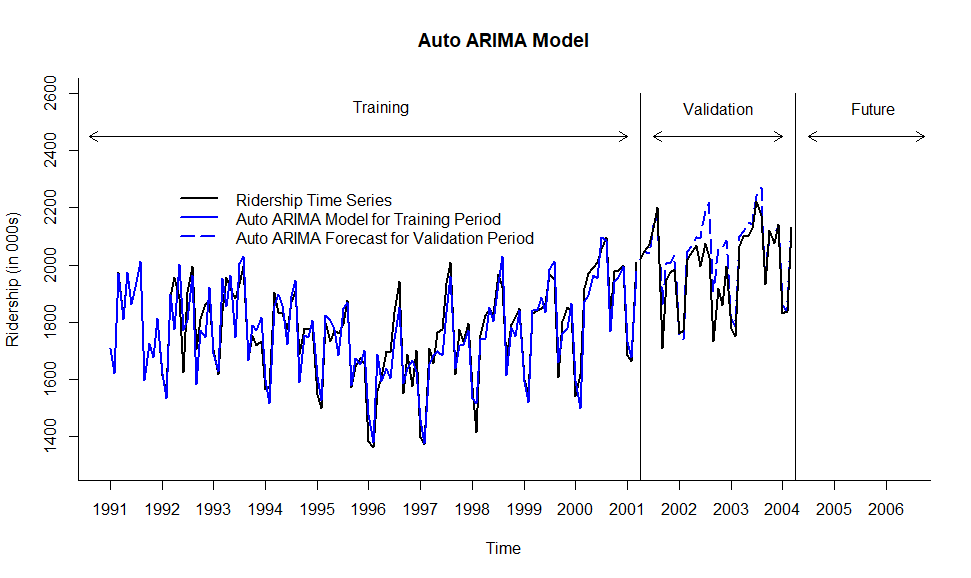 Auto ARIMA Model
Training
Validation
Future
Ridership Time Series
Auto ARIMA Model for Training Period
Auto ARIMA Forecast for Validation Period
Ridership (in 000s)
2600
2400
2200
2000
1800
1600
1400
1991 1992 1993 1994 1995 1996 1997 1998 1999 2000 2001 2002 2003 2004 2005 2006
Time